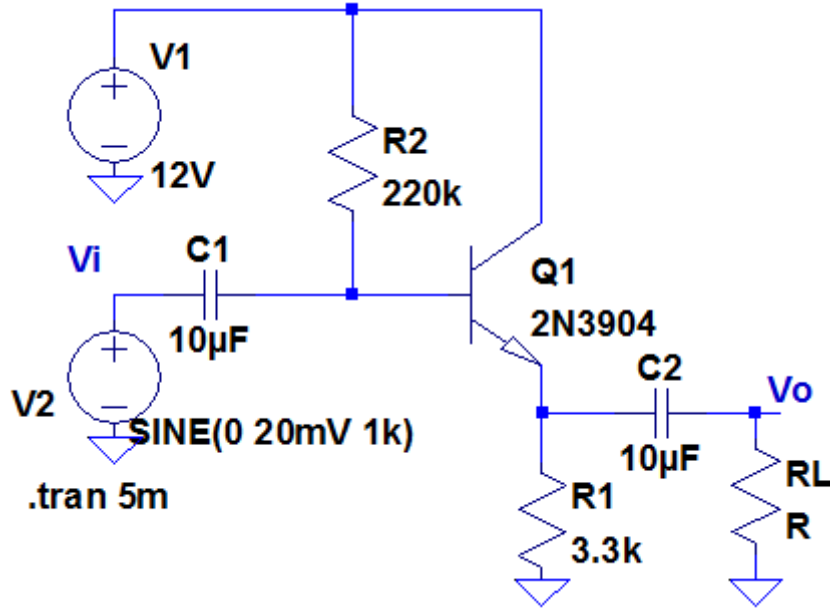 V1
+
−
12V
R2
220k
Vi
C1
10µF
Q1
2N3904
V2
+
−
SINE(0 20mV 1k)
.tran 5m
C2
10µF
Vo
R1
3.3k
RL
R